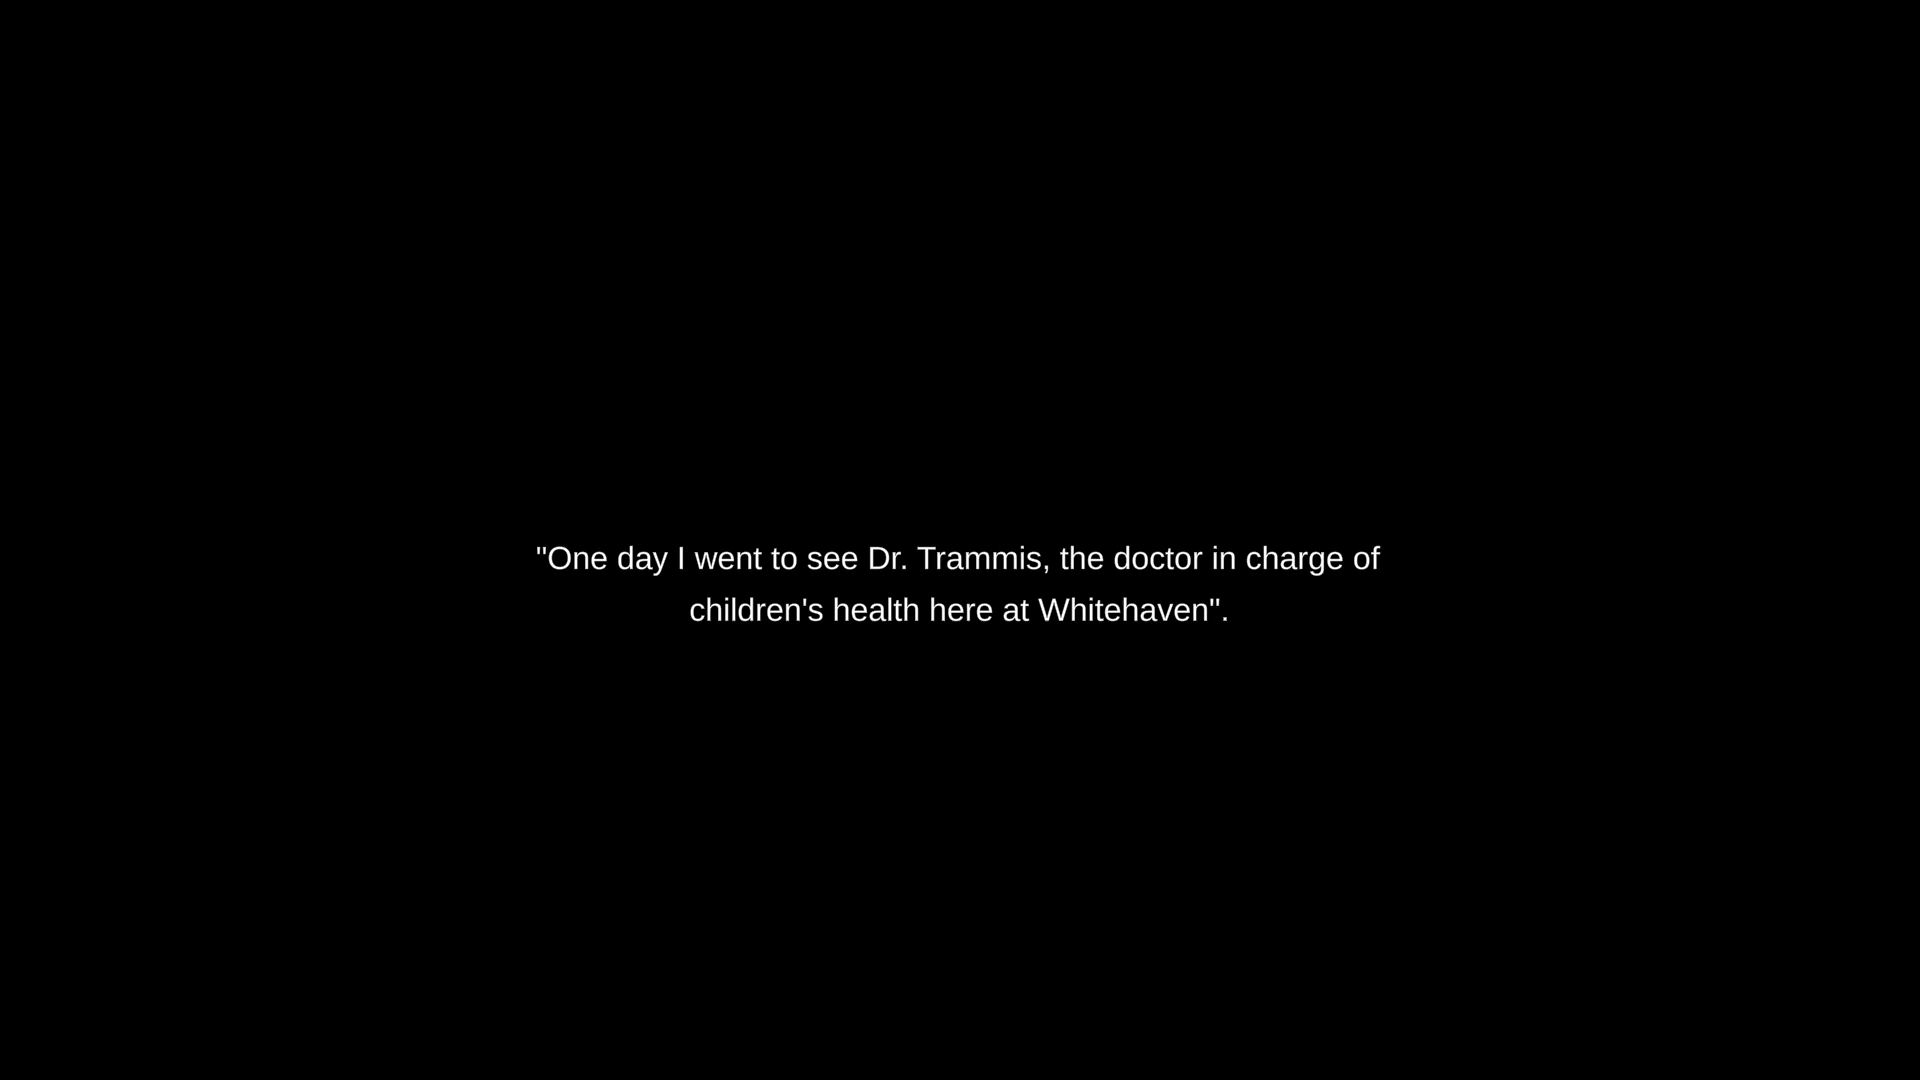 "One day I went to see Dr. Trammis, the doctor in charge of
children's health here at Whitehaven".